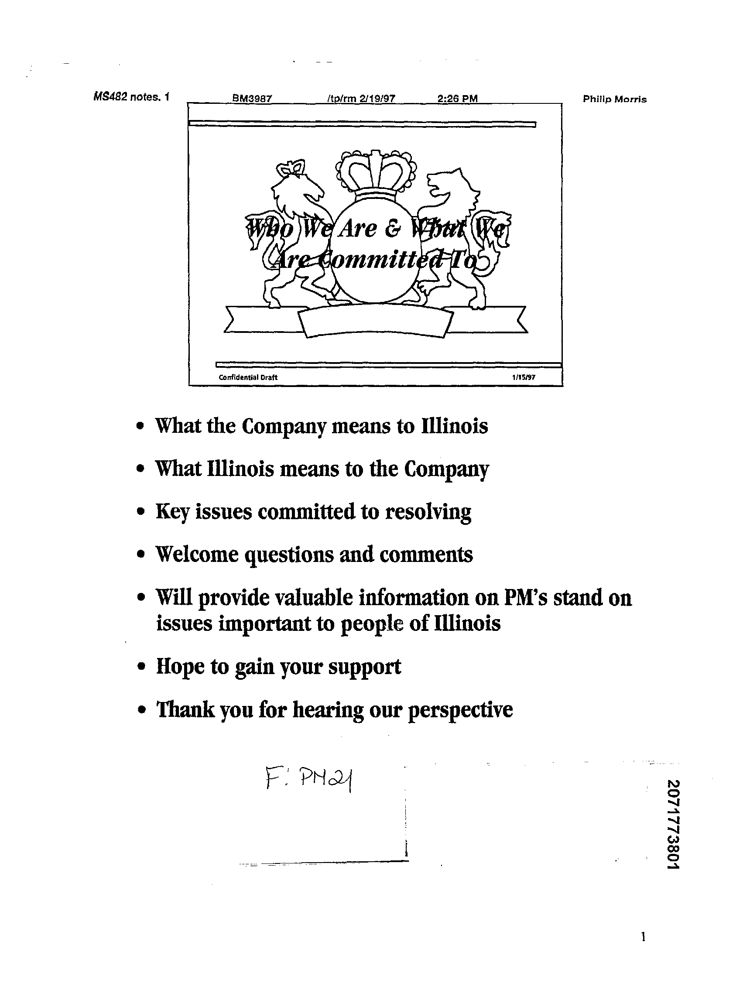 MS482 notes. 1 BM3987 /tp/rm 2/19/97 2:26 PM Philip Morris
Who We Are & What We
Are Committed To
Confidential Draft 1/15/97
• What the Company means to Illinois
• What Illinois means to the Company
• Key issues committed to resolving
• Welcome questions and comments
• Will provide valuable information on PM's stand on
issues important to people of Illinois
• Hope to gain your support
• Thank you for hearing our perspective
F: PM21
2071773801
1